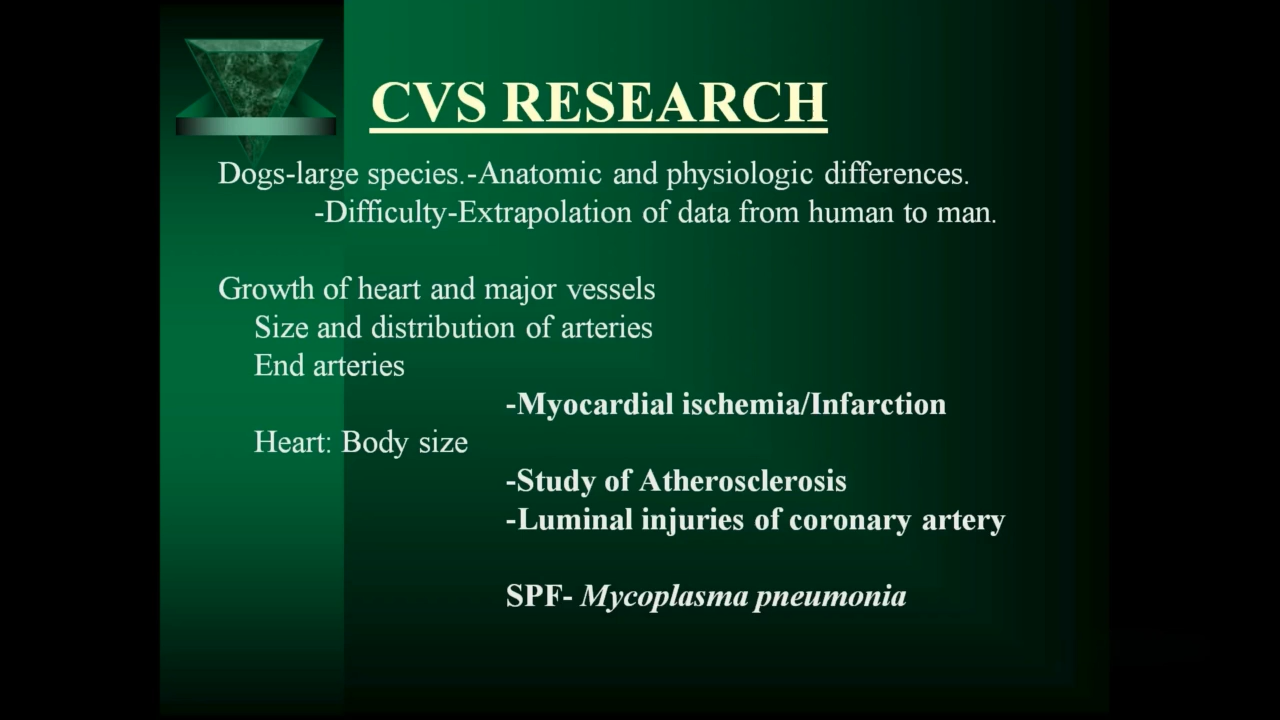 CVS RESEARCH
Dogs-large species.-Anatomic and physiologic differences.
-Difficulty-Extrapolation of data from human to man.
Growth of heart and major vessels
Size and distribution of arteries
End arteries
-Myocardial ischemia/Infarction
Heart: Body size
-Study of Atherosclerosis
-Luminal injuries of coronary artery
SPF- Mycoplasma pneumonia